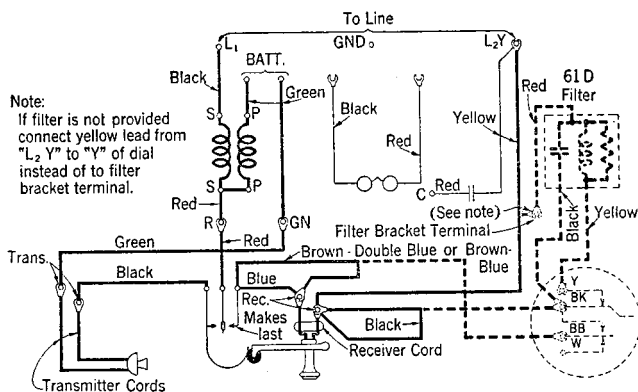 To Line
L₁
GND
L₂Y
BATT.
Black
Green
Note:
If filter is not provided
connect yellow lead from
"L₂ Y" to "Y" of dial
instead of to filter
bracket terminal.
S
P
Black
Red
Yellow
Red
61 D
Filter
S
P
Red
C
Red
(See note)
Filter Bracket Terminal
Black
Yellow
R
GN
Green
Red
Brown - Double Blue or Brown-
Blue
Trans.
Black
Blue
Rec.
Makes
last
Black
Receiver Cord
Y
BK
BB
W
Transmitter Cords